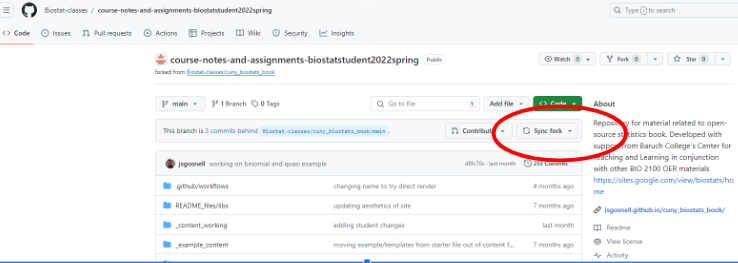 Biostat-classes / course-notes-and-assignments-biostatstudent2022spring
Type / to search
Code Issues Pull requests Actions Projects Wiki Security Insights
course-notes-and-assignments-biostatstudent2022spring Public
Watch 0 Fork 0 Star 0
forked from Biostat-classes/cuny_biostats_book
main 1 Branch 0 Tags Go to file Add file Code
About
This branch is 3 commits behind Biostat-classes/cuny_biostats_book:main .
Contribute Sync fork
Repository for material related to open-
source statistics book. Developed with
support from Baruch College's Center for
Teaching and Learning in conjunction
with other BIO 2100 OER materials
https://sites.google.com/view/biostats/ho
me
jsgosnell working on binomial and quasi example last month 255 Commits
.github/workflows changing name to try direct render 4 months ago
README_files/libs updating aesthetics of site 7 months ago
_content_working adding student changes last month
_example_content moving example/templates from starter file out of content f... 7 months ago
jsgosnell.github.io/cuny_biostats_book/
Readme
View license
Activity